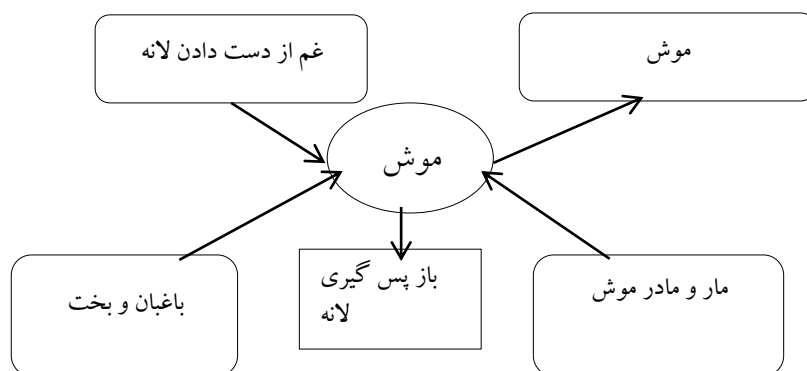 موش
غم از دست دادن لانه
موش
مار و مادر موش
باز پس گیری
لانه
باغبان و بخت